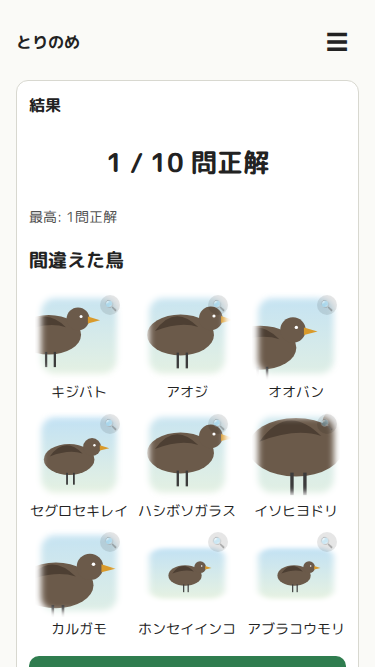 とりのめ
結果
1 / 10 問正解
最高: 1問正解
間違えた鳥
キジバト
アオジ
オオバン
セグロセキレイ
ハシボソガラス
イソヒヨドリ
カルガモ
ホンセイインコ
アブラコウモリ